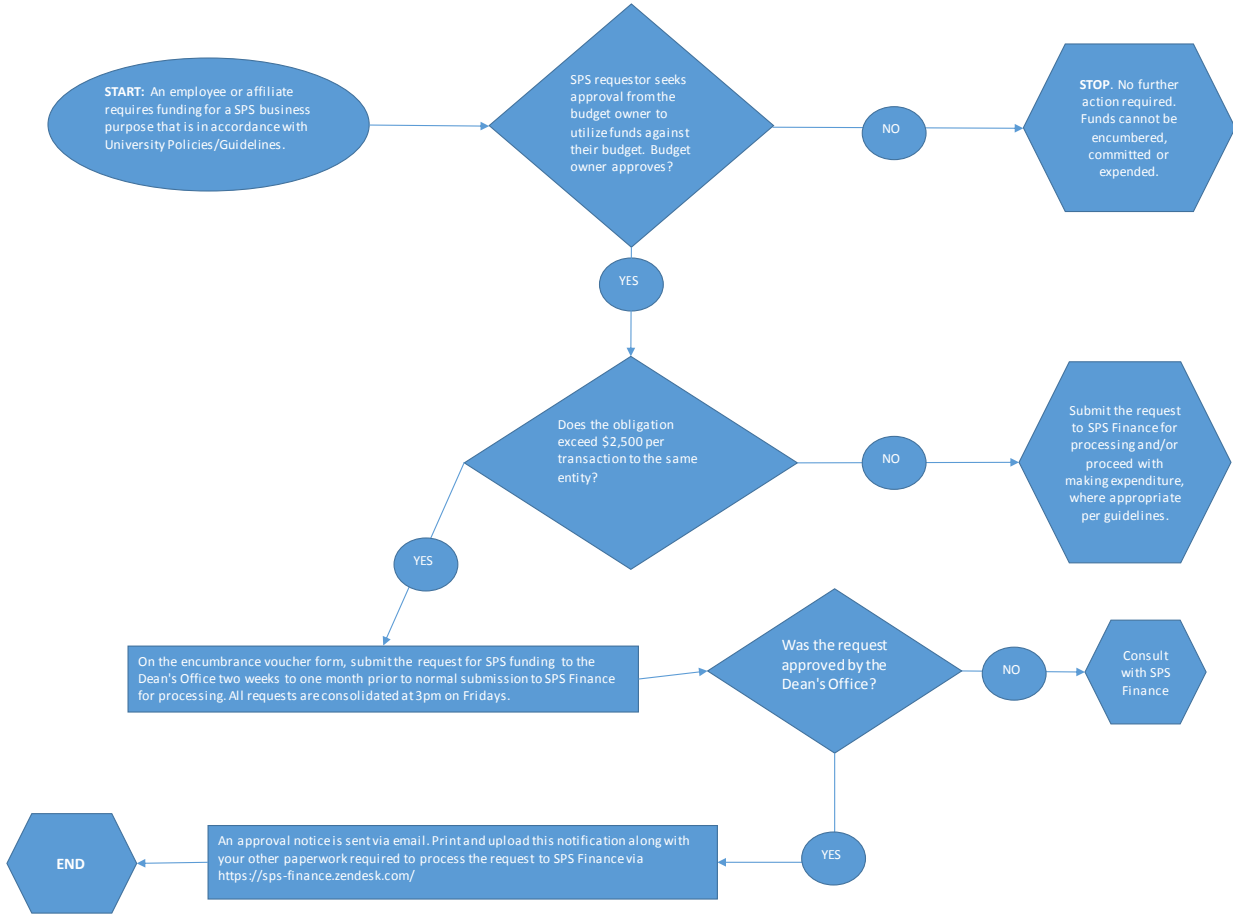 START: An employee or affiliate
requires funding for a SPS business
purpose that is in accordance with
University Policies/Guidelines.
SPS requestor seeks
approval from the
budget owner to
utilize funds against
their budget. Budget
owner approves?
NO
STOP. No further
action required.
Funds cannot be
encumbered,
committed or
expended.
YES
Does the obligation
exceed $2,500 per
transaction to the same
entity?
NO
Submit the request
to SPS Finance for
processing and/or
proceed with
making expenditure,
where appropriate
per guidelines.
YES
On the encumbrance voucher form, submit the request for SPS funding to the
Dean's Office two weeks to one month prior to normal submission to SPS Finance
for processing. All requests are consolidated at 3pm on Fridays.
Was the request
approved by the
Dean's Office?
NO
Consult
with SPS
Finance
YES
An approval notice is sent via email. Print and upload this notification along with
your other paperwork required to process the request to SPS Finance via
https://sps-finance.zendesk.com/
END